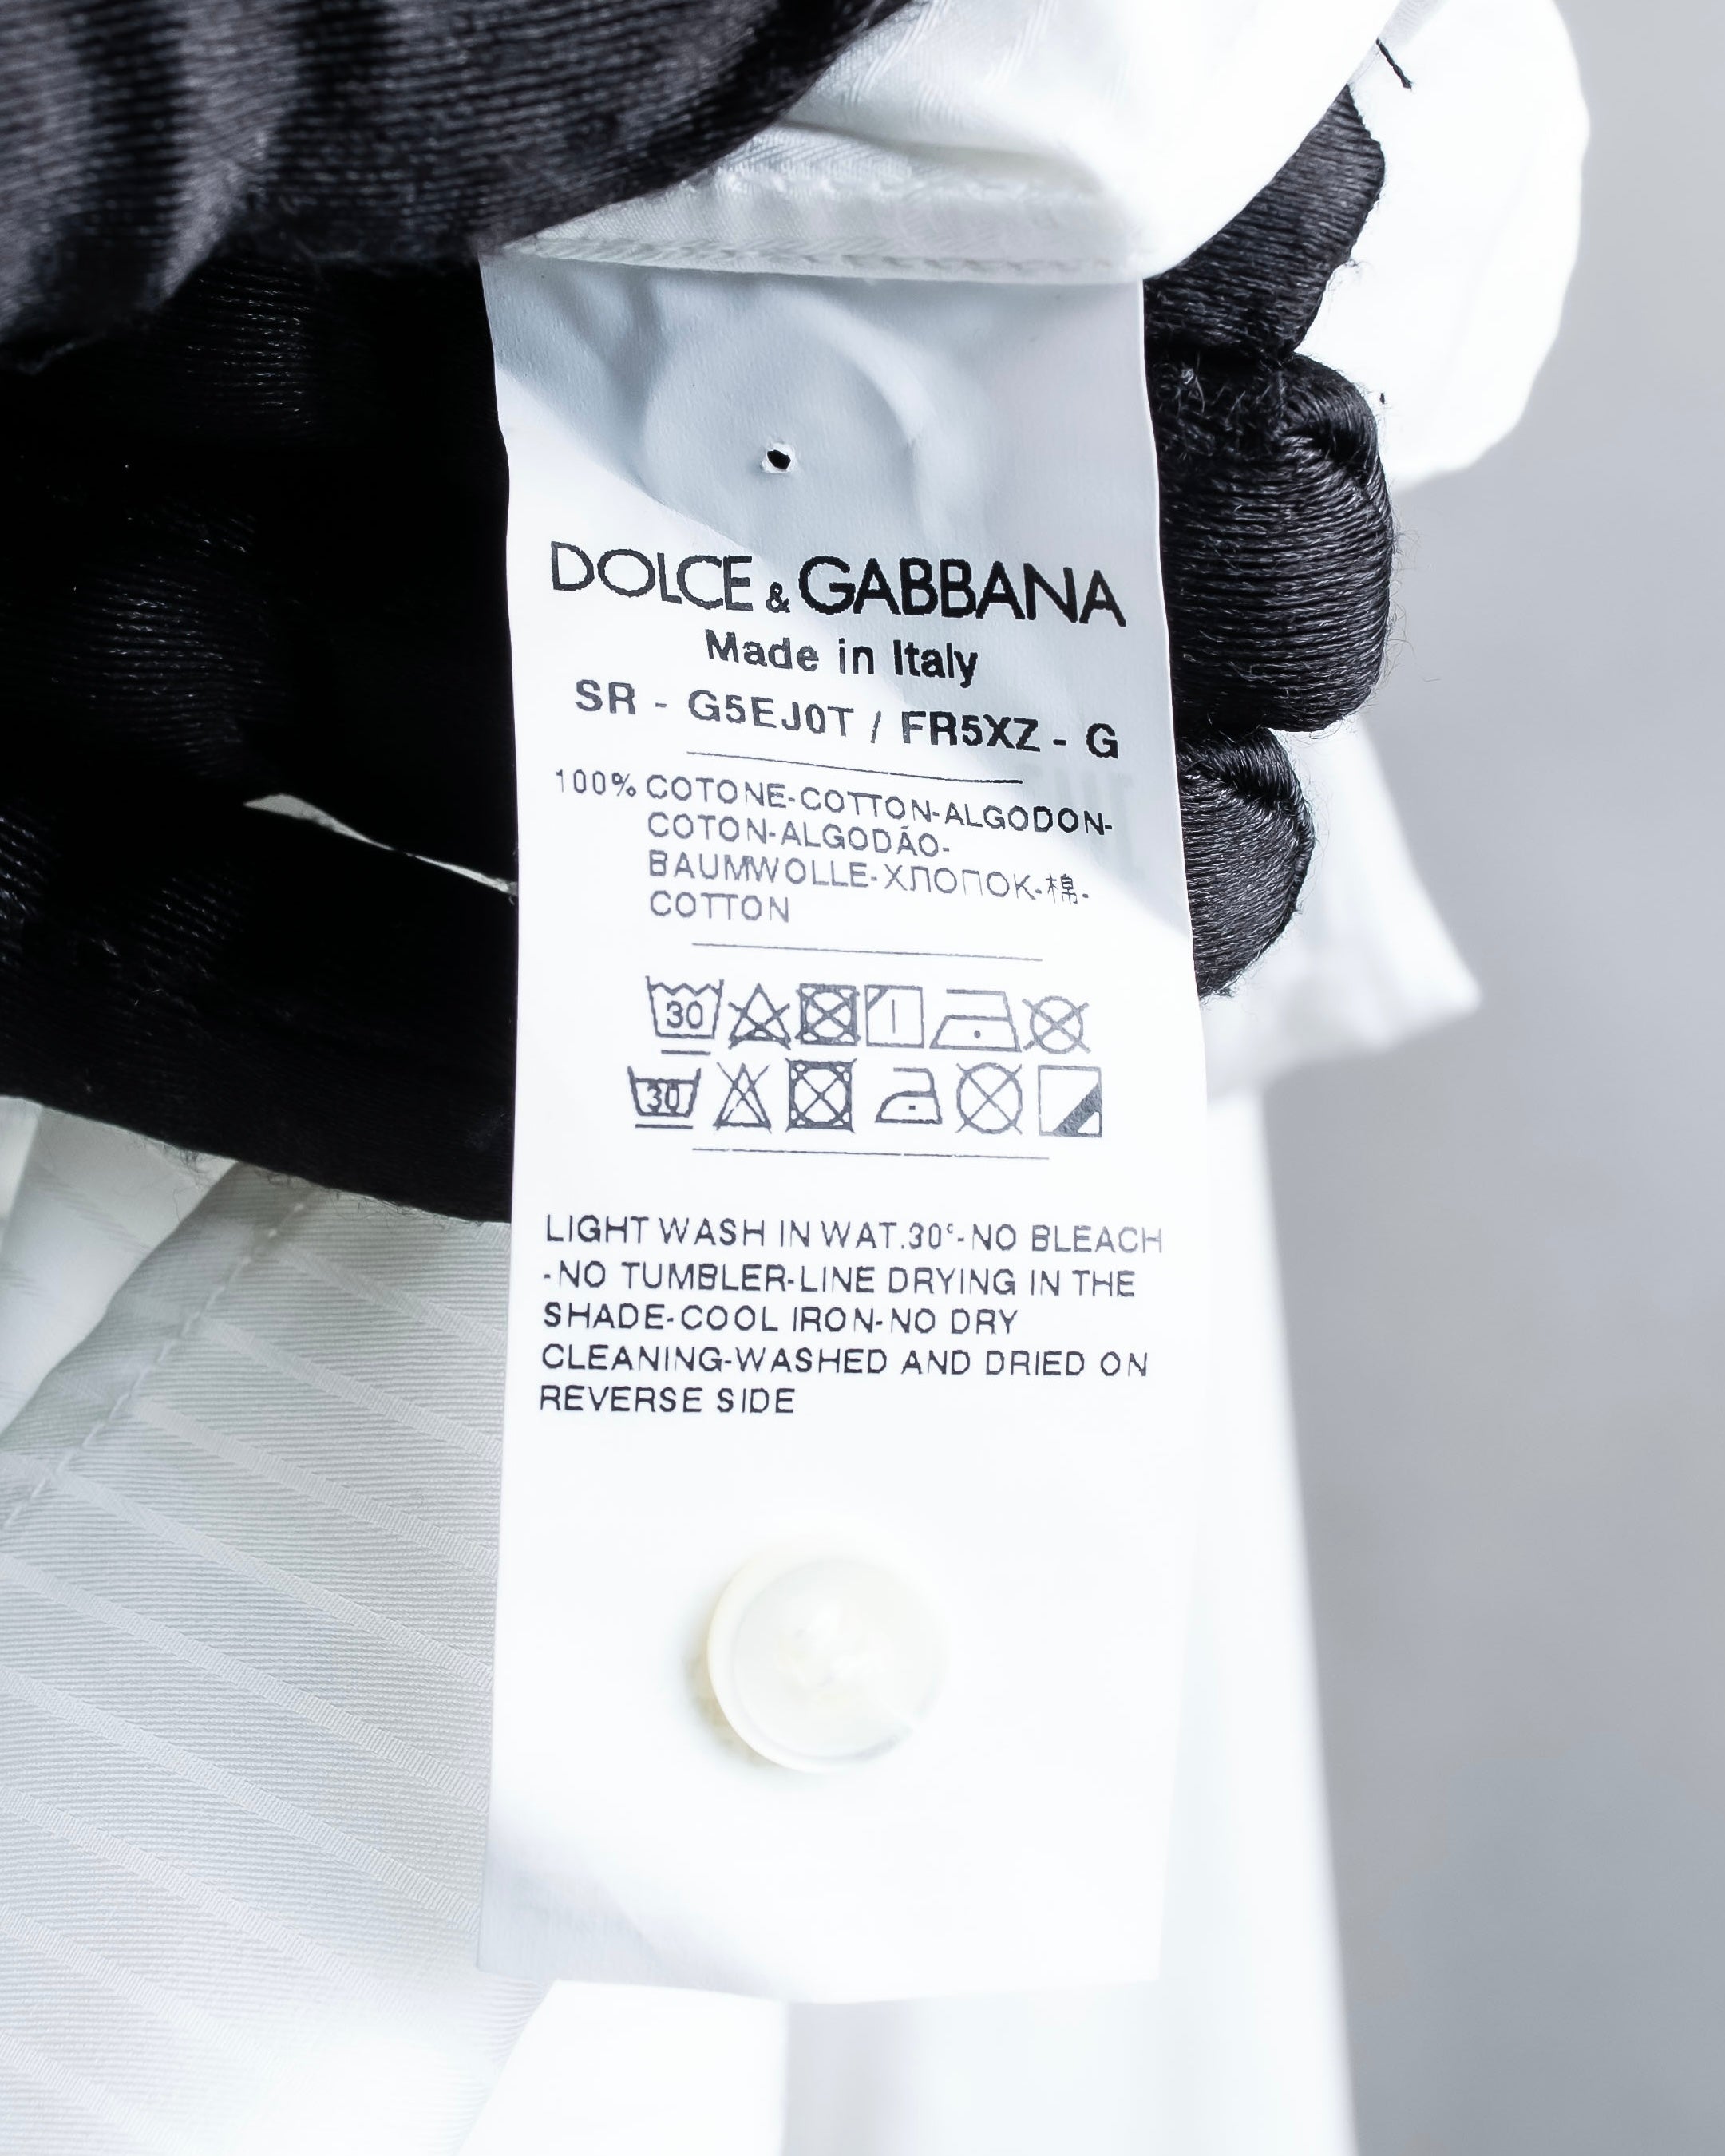 DOLCE & GABBANA
Made in Italy
SR - G5EJ0T / FR5XZ - G
100% COTONE-COTTON-ALGODON-
COTON-ALGODÃO-
BAUMWOLLE-ХЛОПОК-棉-
COTTON
30
30
LIGHT WASH IN WAT.30°-NO BLEACH
-NO TUMBLER-LINE DRYING IN THE
SHADE-COOL IRON-NO DRY
CLEANING-WASHED AND DRIED ON
REVERSE SIDE